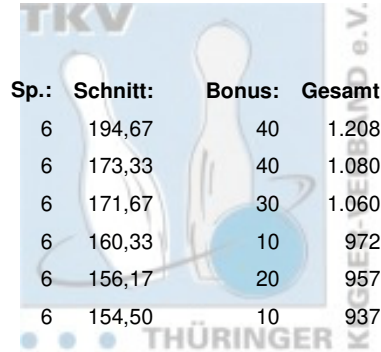 TKV
Sp.: Schnitt: Bonus: Gesamt
6 194,67 40 1.208
6 173,33 40 1.080
6 171,67 30 1.060
6 160,33 10 972
6 156,17 20 957
6 154,50 10 937
THÜRINGER
KEGLER-VERBAND e.V.